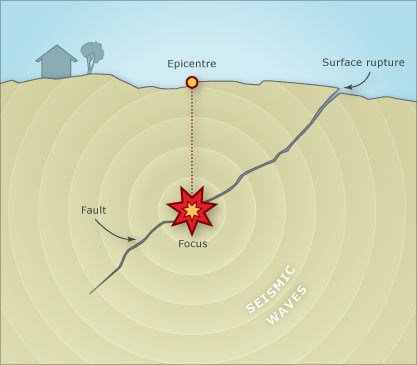 Epicentre
Surface rupture
Fault
Focus
SEISMIC
WAVES